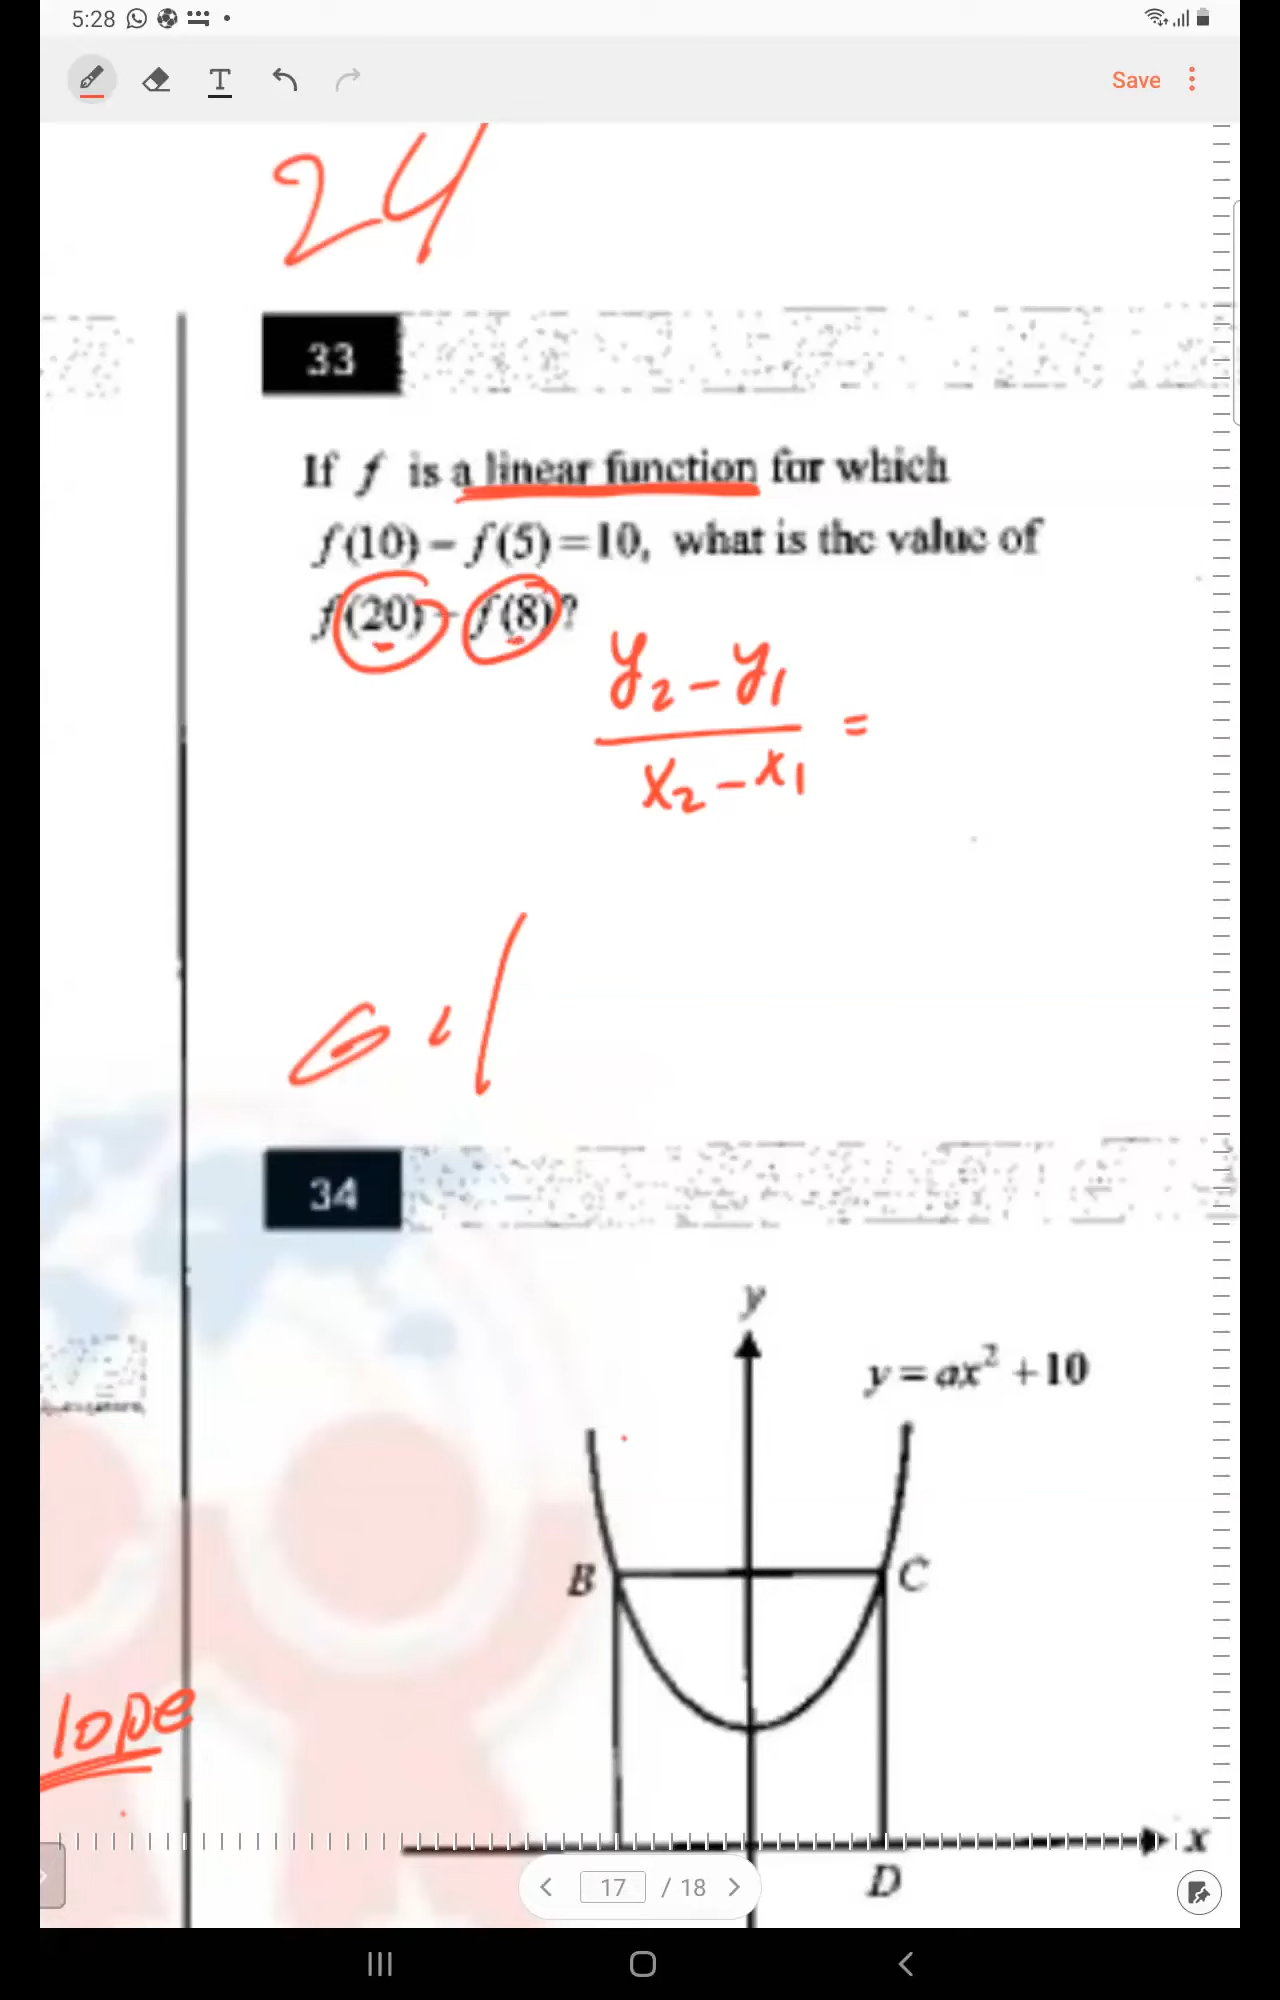 5:28
Save
24
33
If f is a linear function for which
f(10) – f(5) = 10, what is the value of
f(20) – f(8)?
y2 - y1
x2 - x1
=
34
y
y = ax² + 10
B
C
lope
x
D
17 / 18